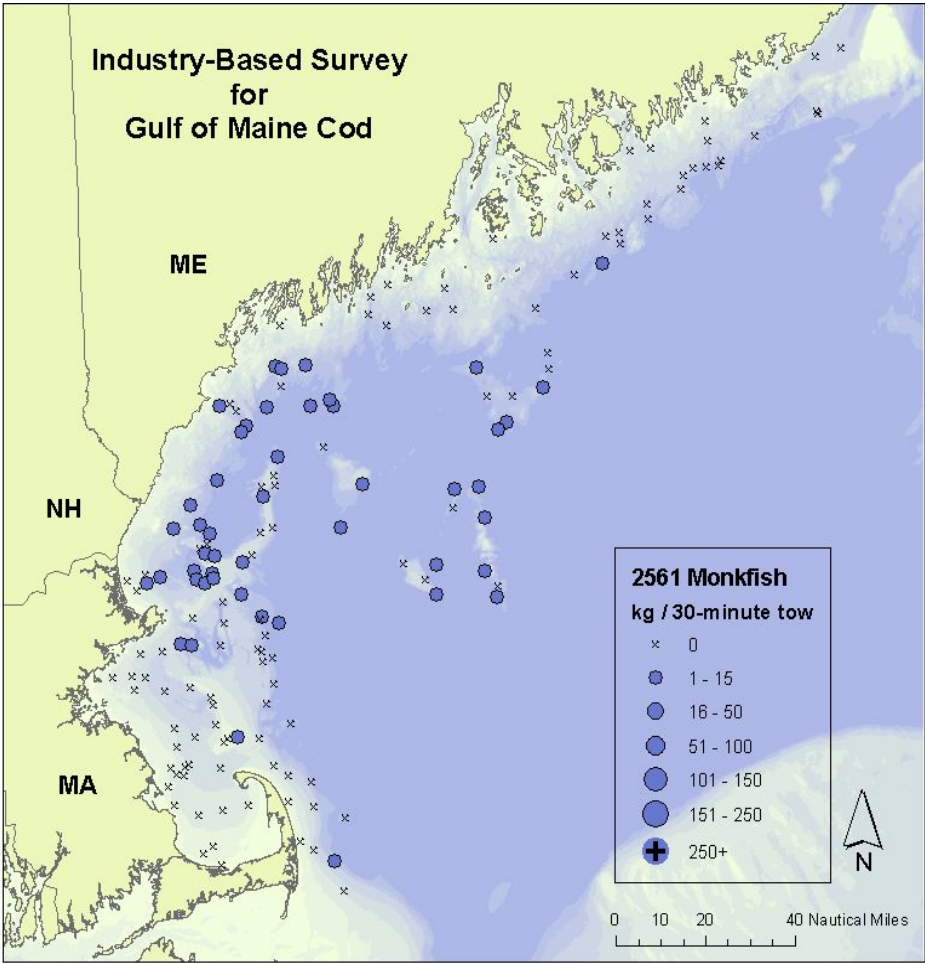 Industry-Based Survey
for
Gulf of Maine Cod
ME
NH
MA
2561 Monkfish
kg / 30-minute tow
0
1 - 15
16 - 50
51 - 100
101 - 150
151 - 250
250+
N
0 10 20 40 Nautical Miles